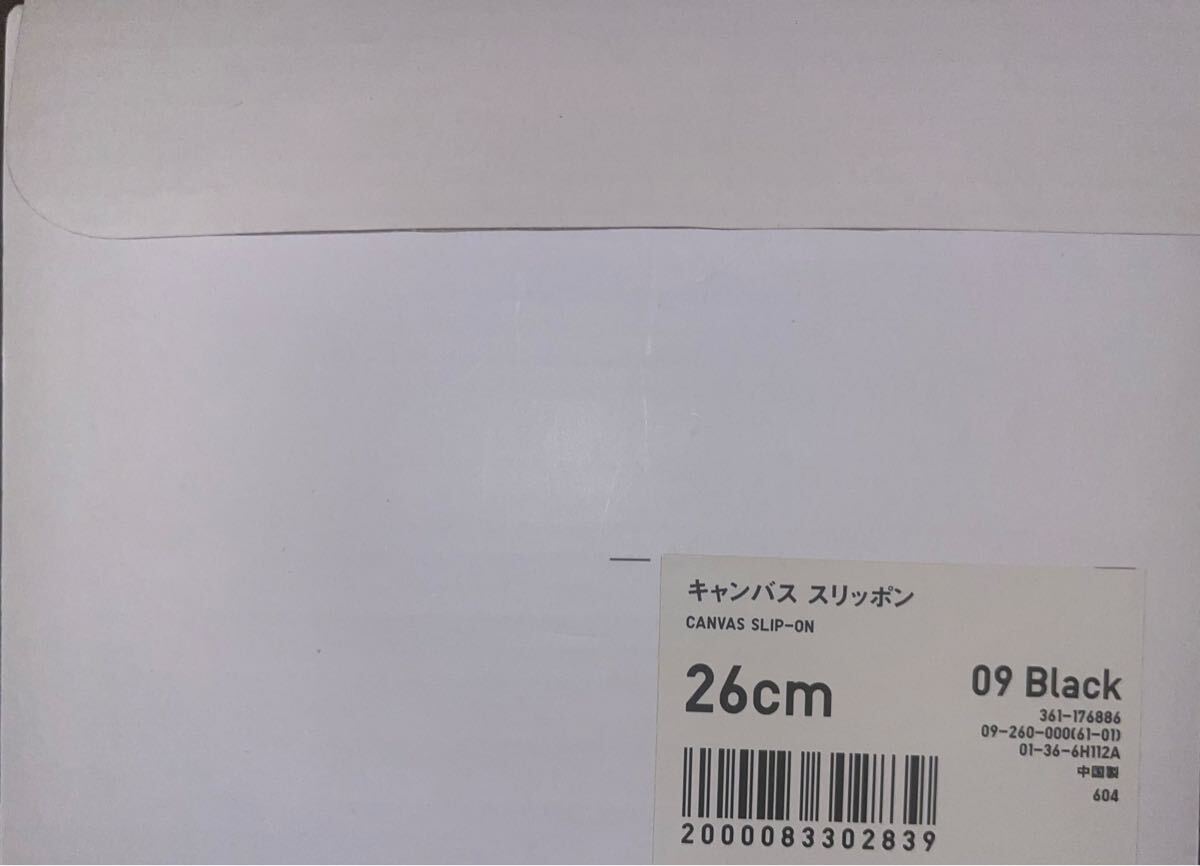 キャンバス スリッポン
CANVAS SLIP-ON
26cm
09 Black
361-176886
09-260-000(61-01)
01-36-6H112A
中国製
604
2000083302839